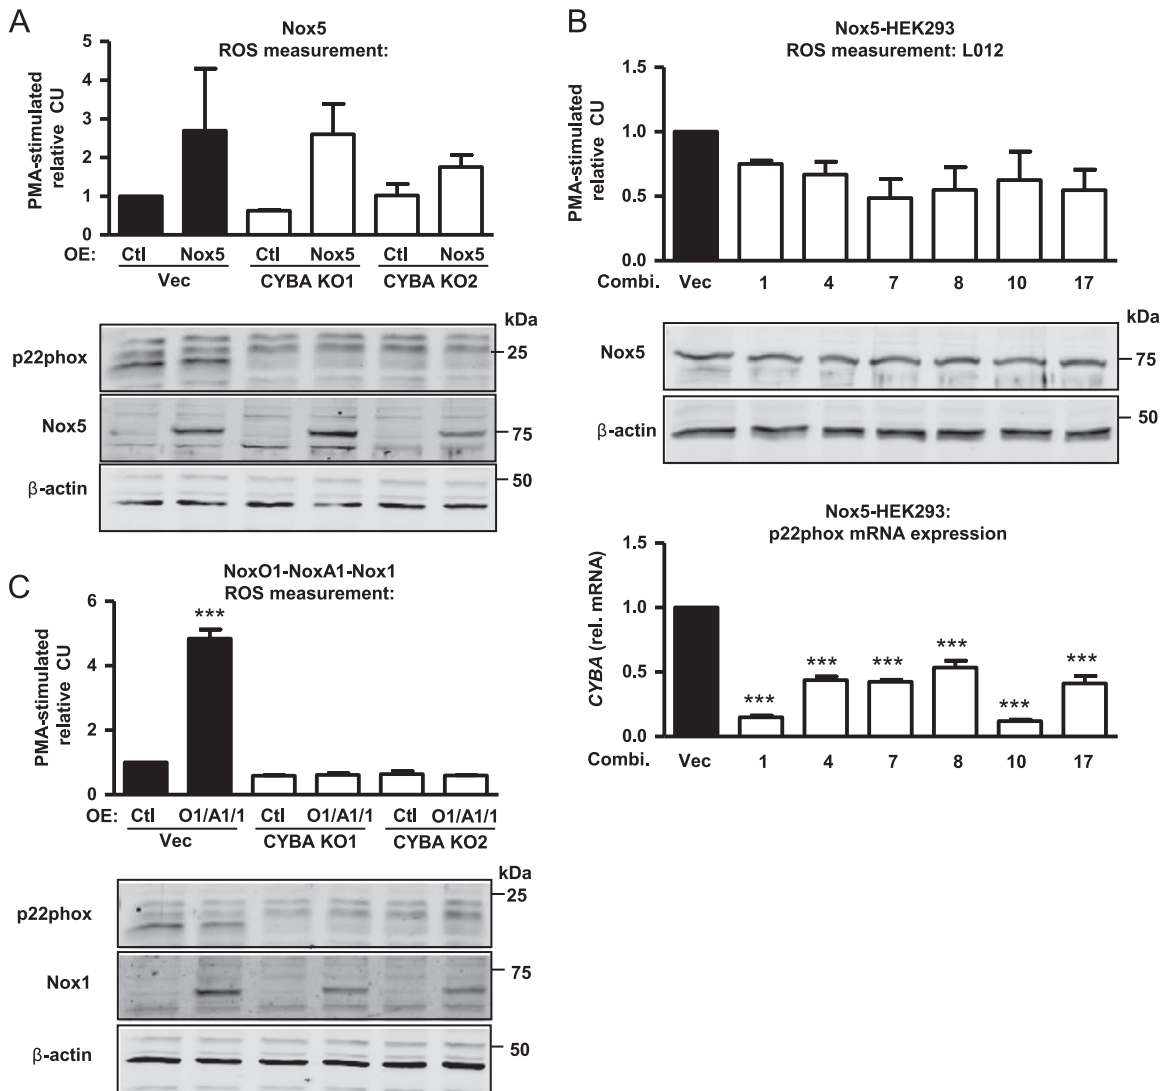 A
Nox5
ROS measurement:
PMA-stimulated
relative CU
5
4
3
2
1
0
OE: Ctl Nox5 Ctl Nox5 Ctl Nox5
Vec CYBA KO1 CYBA KO2
kDa
p22phox 25
Nox5 75
β-actin 50
B
Nox5-HEK293
ROS measurement: L012
PMA-stimulated
relative CU
1.5
1.0
0.5
0.0
Combi. Vec 1 4 7 8 10 17
kDa
Nox5 75
β-actin 50
Nox5-HEK293:
p22phox mRNA expression
CYBA (rel. mRNA)
1.5
1.0
0.5
0.0
*** *** *** *** *** ***
Combi. Vec 1 4 7 8 10 17
C
NoxO1-NoxA1-Nox1
ROS measurement:
PMA-stimulated
relative CU
6
4
2
0
***
OE: Ctl O1/A1/1 Ctl O1/A1/1 Ctl O1/A1/1
Vec CYBA KO1 CYBA KO2
kDa
p22phox 25
Nox1 75
β-actin 50